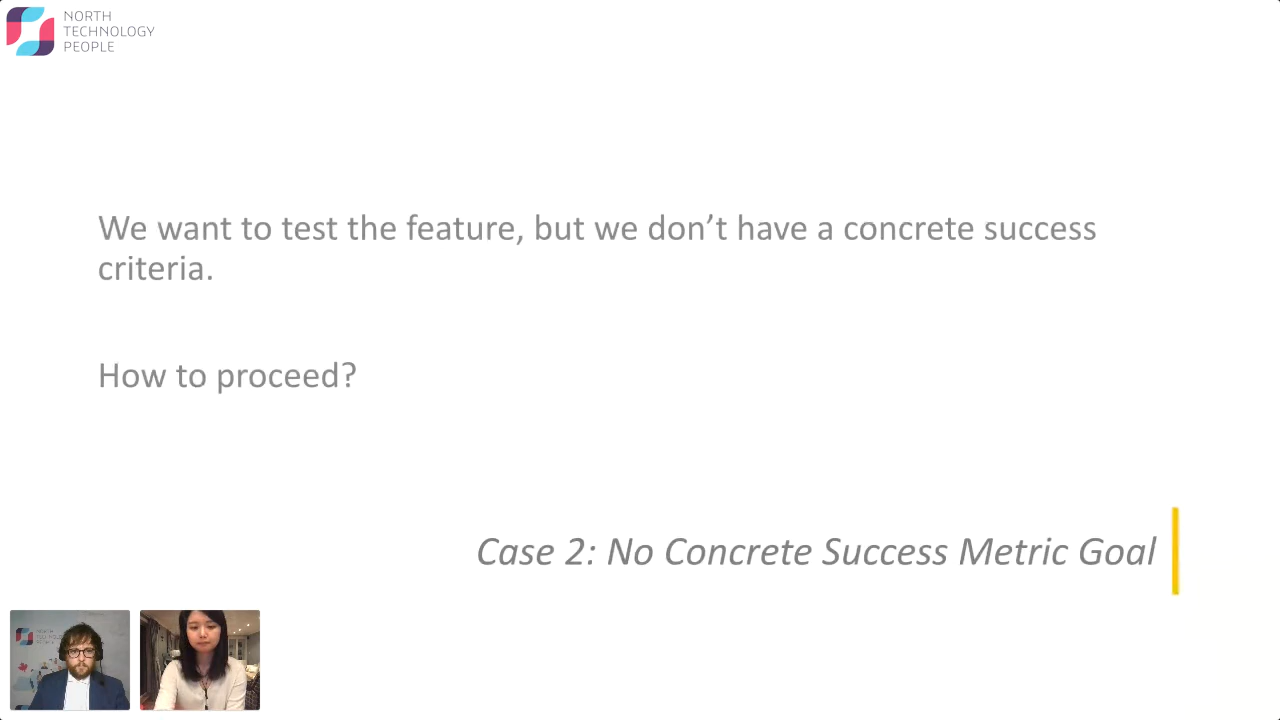 NORTH
TECHNOLOGY
PEOPLE
We want to test the feature, but we don’t have a concrete success
criteria.
How to proceed?
Case 2: No Concrete Success Metric Goal
NORTH